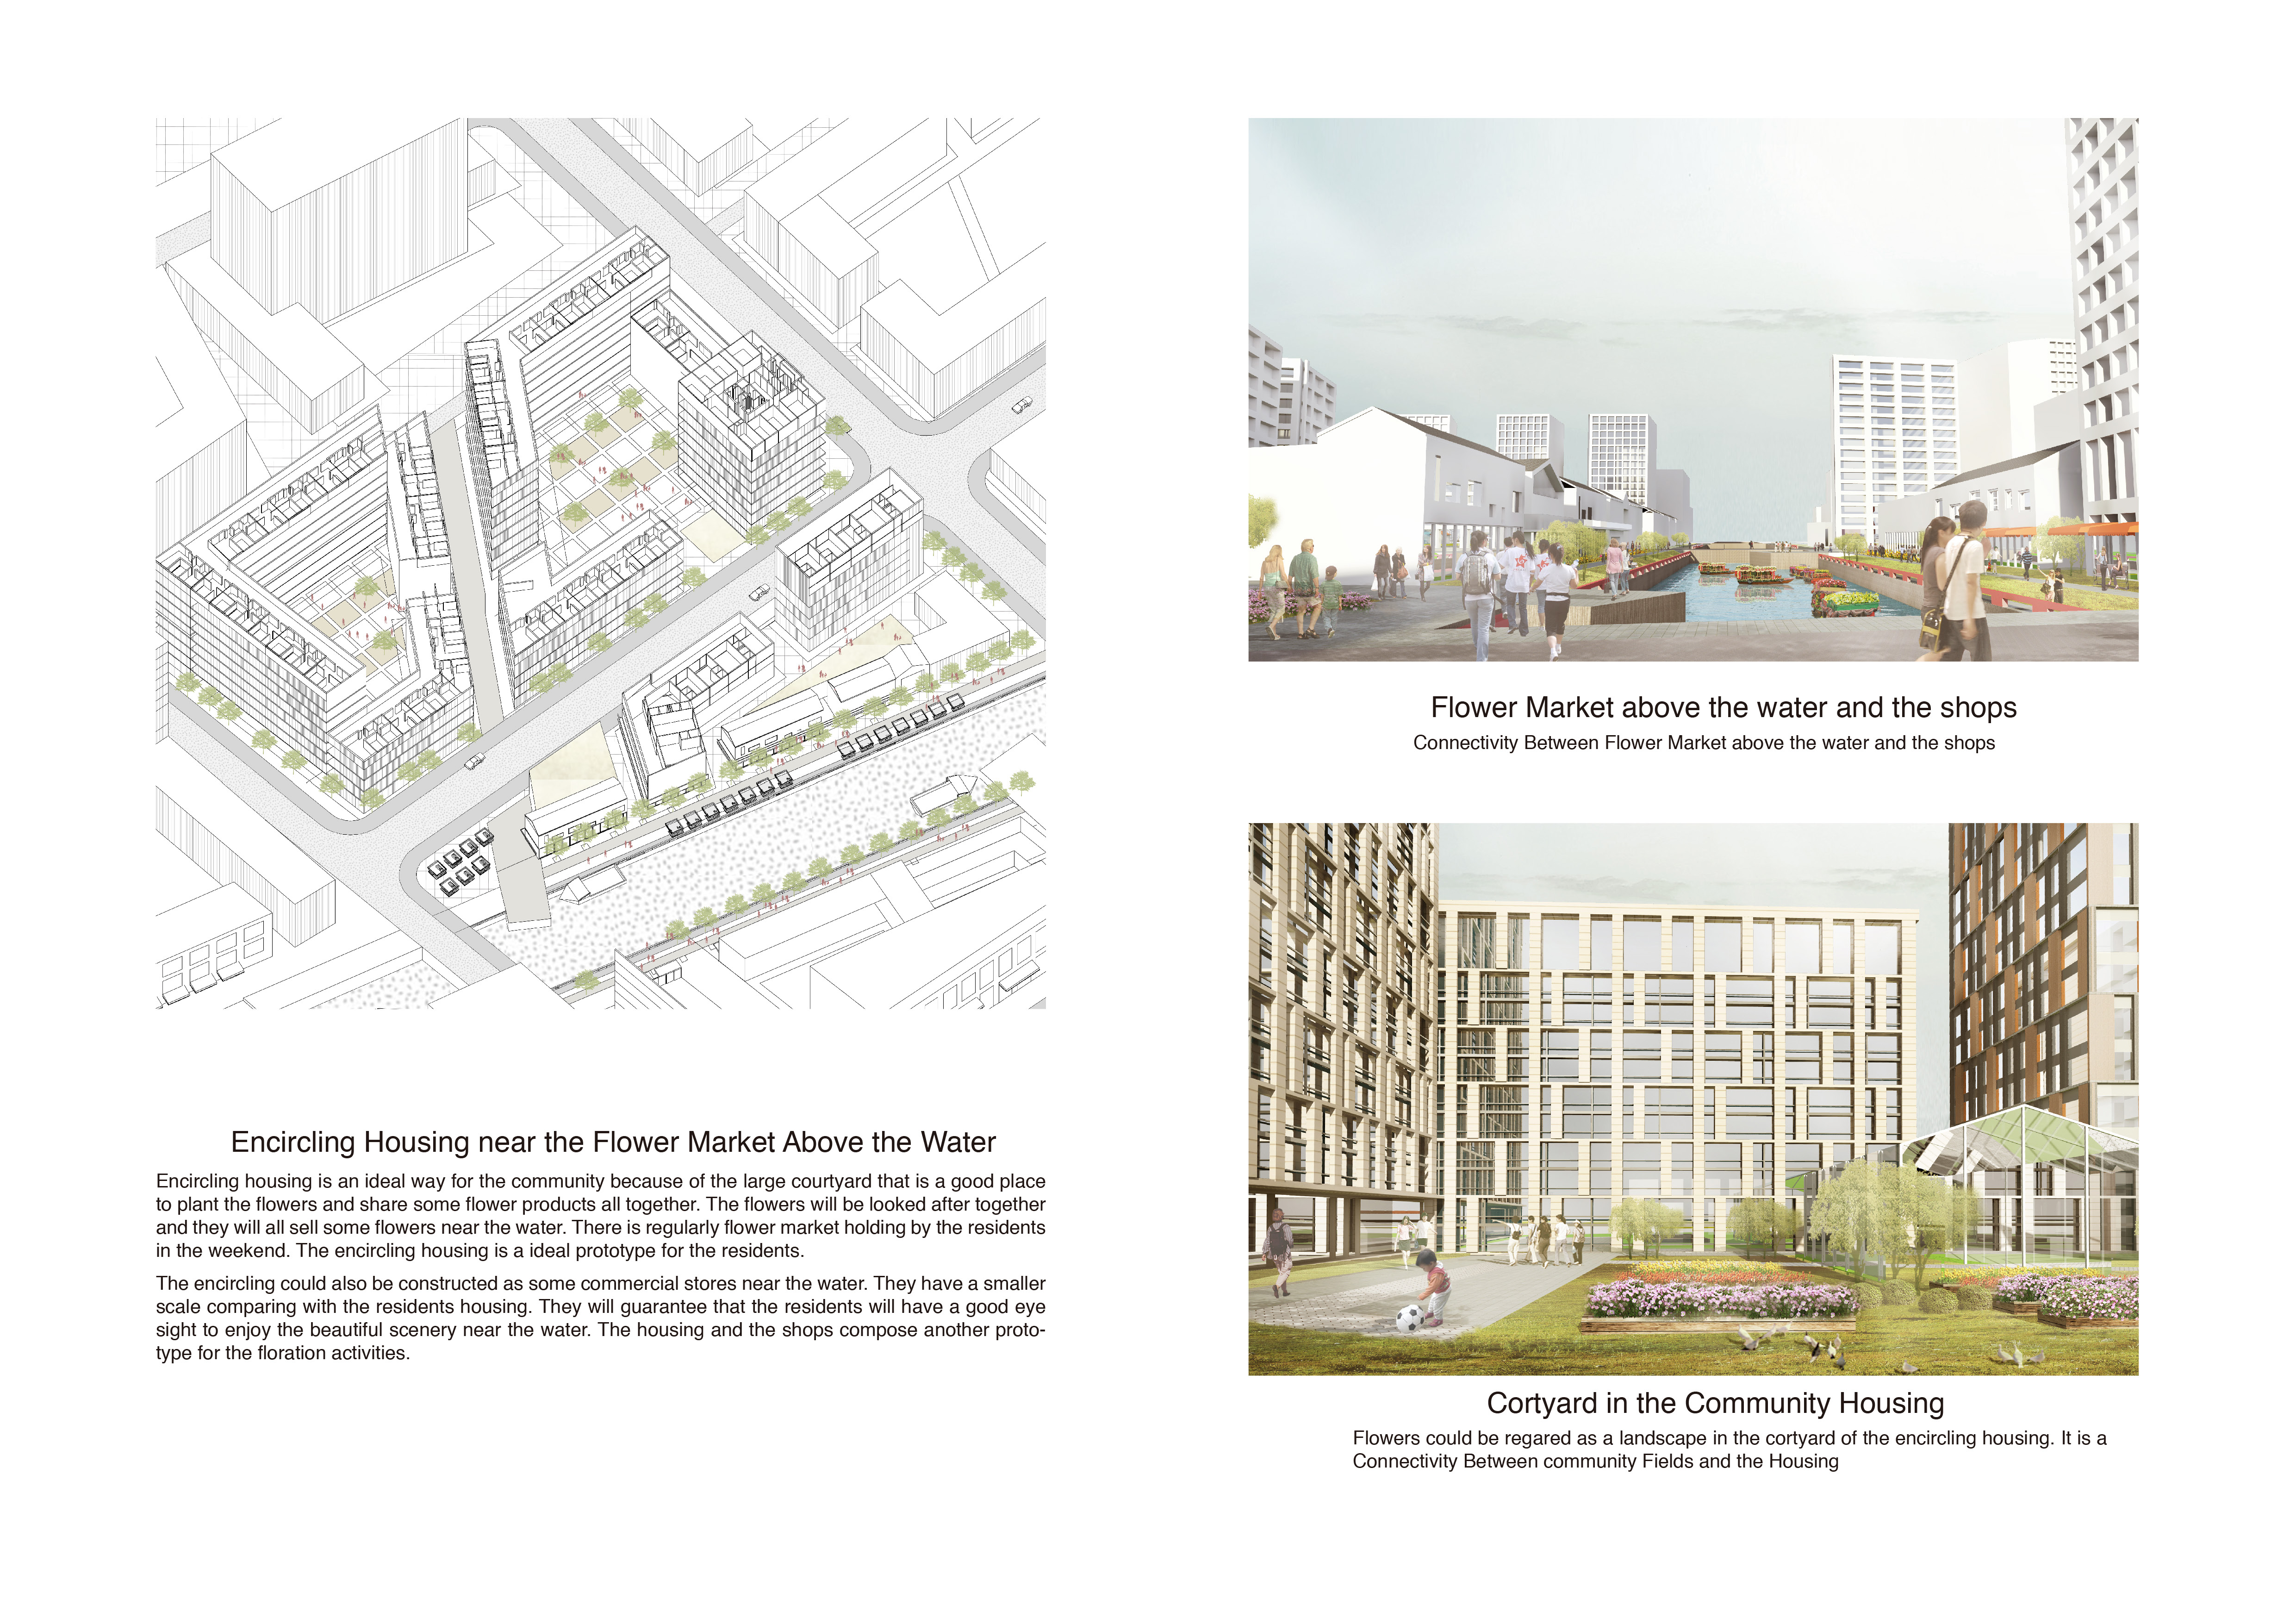 Encircling Housing near the Flower Market Above the Water
Encircling housing is an ideal way for the community because of the large courtyard that is a good place
to plant the flowers and share some flower products all together. The flowers will be looked after together
and they will all sell some flowers near the water. There is regularly flower market holding by the residents
in the weekend. The encircling housing is a ideal prototype for the residents.
The encircling could also be constructed as some commercial stores near the water. They have a smaller
scale comparing with the residents housing. They will guarantee that the residents will have a good eye
sight to enjoy the beautiful scenery near the water. The housing and the shops compose another proto-
type for the floration activities.
Flower Market above the water and the shops
Connectivity Between Flower Market above the water and the shops
Cortyard in the Community Housing
Flowers could be regared as a landscape in the cortyard of the encircling housing. It is a
Connectivity Between community Fields and the Housing